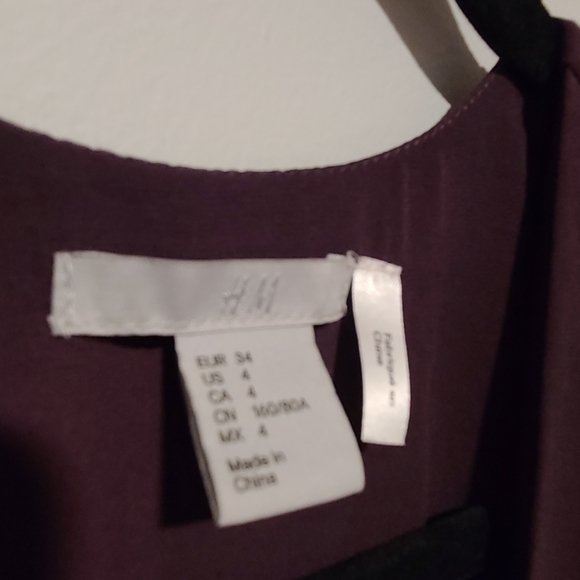 H&M
EUR 34
US 4
CA 4
CN 160/80A
MX 4
Made in
China
Fabriqué en
Chine